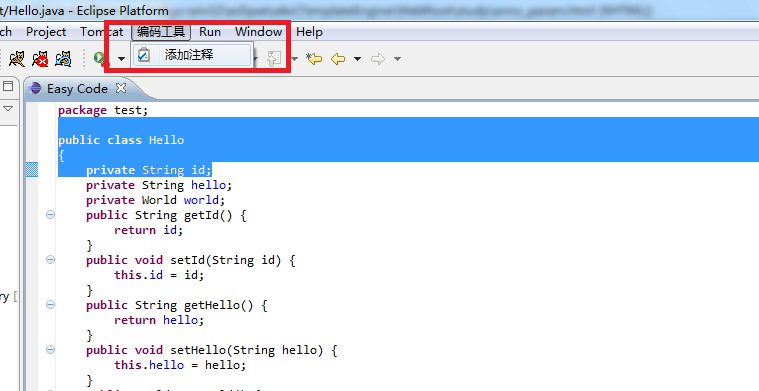 t/Hello.java - Eclipse Platform
rch Project Tomcat 编码工具 Run Window Help
添加注释
Easy Code
package test;
public class Hello
{
private String id;
private String hello;
private World world;
public String getId() {
return id;
}
public void setId(String id) {
this.id = id;
}
public String getHello() {
return hello;
}
public void setHello(String hello) {
this.hello = hello;
}
ry [